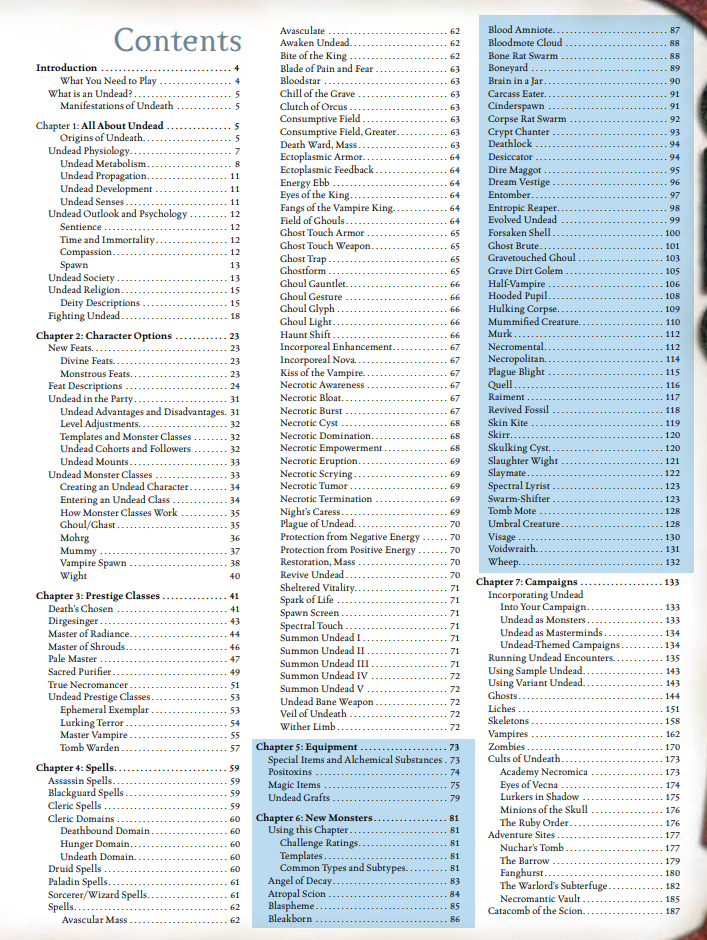 Contents
Introduction 4
What You Need to Play 4
What is an Undead? 5
Manifestations of Undeath 5
Chapter 1: All About Undead 5
Origins of Undeath 5
Undead Physiology 7
Undead Metabolism 8
Undead Propagation 11
Undead Development 11
Undead Senses 11
Undead Outlook and Psychology 12
Sentience 12
Time and Immortality 12
Compassion 12
Spawn 13
Undead Society 13
Undead Religion 15
Deity Descriptions 15
Fighting Undead 18
Chapter 2: Character Options 23
New Feats 23
Divine Feats 23
Monstrous Feats 23
Feat Descriptions 24
Undead in the Party 31
Undead Advantages and Disadvantages. 31
Level Adjustments 32
Templates and Monster Classes 32
Undead Cohorts and Followers 32
Undead Mounts 33
Undead Monster Classes 33
Creating an Undead Character 34
Entering an Undead Class 34
How Monster Classes Work 35
Ghoul/Ghast 35
Mohrg 36
Mummy 37
Vampire Spawn 38
Wight 40
Chapter 3: Prestige Classes 41
Death's Chosen 41
Dirgesinger 43
Master of Radiance 44
Master of Shrouds 46
Pale Master 47
Sacred Purifier 49
True Necromancer 51
Undead Prestige Classes 53
Ephemeral Exemplar 53
Lurking Terror 54
Master Vampire 55
Tomb Warden 57
Chapter 4: Spells 59
Assassin Spells 59
Blackguard Spells 59
Cleric Spells 59
Cleric Domains 60
Deathbound Domain 60
Hunger Domain 60
Undeath Domain 60
Druid Spells 60
Paladin Spells 61
Sorcerer/Wizard Spells 61
Spells 62
Avascular Mass 62
Avasculate 62
Awaken Undead 62
Bite of the King 62
Blade of Pain and Fear 63
Bloodstar 63
Chill of the Grave 63
Clutch of Orcus 63
Consumptive Field 63
Consumptive Field, Greater 63
Death Ward, Mass 63
Ectoplasmic Armor 64
Ectoplasmic Feedback 64
Energy Ebb 64
Eyes of the King 64
Fangs of the Vampire King 64
Field of Ghouls 64
Ghost Touch Armor 65
Ghost Touch Weapon 65
Ghost Trap 65
Ghostform 65
Ghoul Gauntlet 66
Ghoul Gesture 66
Ghoul Glyph 66
Ghoul Light 66
Haunt Shift 66
Incorporeal Enhancement 67
Incorporeal Nova 67
Kiss of the Vampire 67
Necrotic Awareness 67
Necrotic Bloat 67
Necrotic Burst 67
Necrotic Cyst 68
Necrotic Domination 68
Necrotic Empowerment 68
Necrotic Eruption 69
Necrotic Scrying 69
Necrotic Tumor 69
Necrotic Termination 69
Night's Caress 69
Plague of Undead 70
Protection from Negative Energy 70
Protection from Positive Energy 70
Restoration, Mass 70
Revive Undead 70
Sheltered Vitality 71
Spark of Life 71
Spawn Screen 71
Spectral Touch 71
Summon Undead I 71
Summon Undead II 71
Summon Undead III 71
Summon Undead IV 72
Summon Undead V 72
Undead Bane Weapon 72
Veil of Undeath 72
Wither Limb 72
Chapter 5: Equipment 73
Special Items and Alchemical Substances . 73
Positoxins 74
Magic Items 75
Undead Grafts 79
Chapter 6: New Monsters 81
Using this Chapter 81
Challenge Ratings 81
Templates 81
Common Types and Subtypes 81
Angel of Decay 83
Atropal Scion 84
Blaspheme 85
Bleakborn 86
Blood Amniote 87
Bloodmote Cloud 88
Bone Rat Swarm 88
Boneyard 89
Brain in a Jar 90
Carcass Eater 91
Cinderspawn 91
Corpse Rat Swarm 92
Crypt Chanter 93
Deathlock 94
Desiccator 94
Dire Maggot 95
Dream Vestige 96
Entomber 97
Entropic Reaper 98
Evolved Undead 99
Forsaken Shell 100
Ghost Brute 101
Gravetouched Ghoul 103
Grave Dirt Golem 105
Half-Vampire 106
Hooded Pupil 108
Hulking Corpse 109
Mummified Creature 110
Murk 112
Necromental 112
Necropolitan 114
Plague Blight 115
Quell 116
Raiment 117
Revived Fossil 118
Skin Kite 119
Skirr 120
Skulking Cyst 120
Slaughter Wight 121
Slaymate 122
Spectral Lyrist 123
Swarm-Shifter 123
Tomb Mote 128
Umbral Creature 128
Visage 130
Voidwraith 131
Wheep 132
Chapter 7: Campaigns 133
Incorporating Undead
Into Your Campaign 133
Undead as Monsters 133
Undead as Masterminds 134
Undead-Themed Campaigns 134
Running Undead Encounters 135
Using Sample Undead 143
Using Variant Undead 143
Ghosts 144
Liches 151
Skeletons 158
Vampires 162
Zombies 170
Cults of Undeath 173
Academy Necromica 173
Eyes of Vecna 174
Lurkers in Shadow 175
Minions of the Skull 176
The Ruby Order 176
Adventure Sites 177
Nuchar's Tomb 177
The Barrow 179
Fanghurst 180
The Warlord's Subterfuge 182
Necromantic Vault 185
Catacomb of the Scion 187